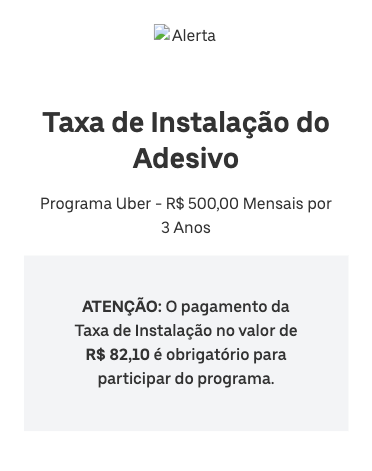 Alerta
Taxa de Instalação do
Adesivo
Programa Uber - R$ 500,00 Mensais por
3 Anos
ATENÇÃO: O pagamento da
Taxa de Instalação no valor de
R$ 82,10 é obrigatório para
participar do programa.